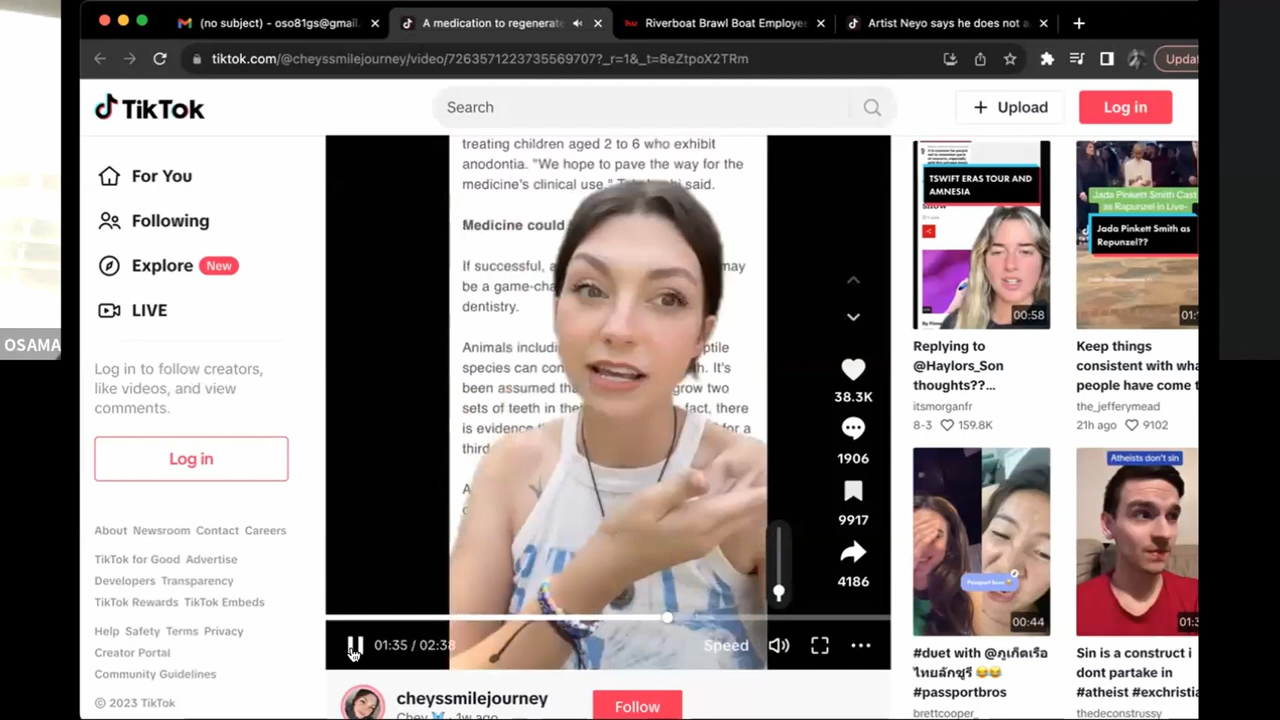 (no subject) - oso81gs@gmail.
A medication to regenerate
Riverboat Brawl Boat Employee
Artist Neyo says he does not a
tiktok.com/@cheyssmilejourney/video/7263571223735569707?_r=1&_t=8eZtpoX2TRm
Upda
TikTok
Search
Upload
Log in
For You
Following
Explore New
LIVE
Log in to follow creators,
like videos, and view
comments.
Log in
About Newsroom Contact Careers
TikTok for Good Advertise
Developers Transparency
TikTok Rewards TikTok Embeds
Help Safety Terms Privacy
Creator Portal
Community Guidelines
© 2023 TikTok
OSAMA
treating children aged 2 to 6 who exhibit
anodontia. "We hope to pave the way for the
medicine's clinical use," said.
Medicine could
If successful, a may
be a game-cha
dentistry.
Animals includi ptile
species can con h. It's
been assumed tha grow two
sets of teeth in the fact, there
is evidence for a
third
38.3K
1906
9917
4186
01:35 / 02:38
Speed
cheyssmilejourney
Chey 1w ago
Follow
TSWIFT ERAS TOUR AND
AMNESIA
00:58
Replying to
@Haylors_Son
thoughts??...
itsmorganfr
8-3 159.8K
Jada Pinkett Smith Cast
as Rapunzel in Live-
Jada Pinkett Smith as
Repunzel??
01:
Keep things
consistent with wha
people have come t
the_jefferymead
21h ago 9102
00:44
#duet with @ภูเก็ตเรือ
ไทยลักชูรี 😂😂
#passportbros
brettcooper_
Atheists don't sin
01:3
Sin is a construct i
dont partake in
#atheist #exchristia
thedeconstrussy